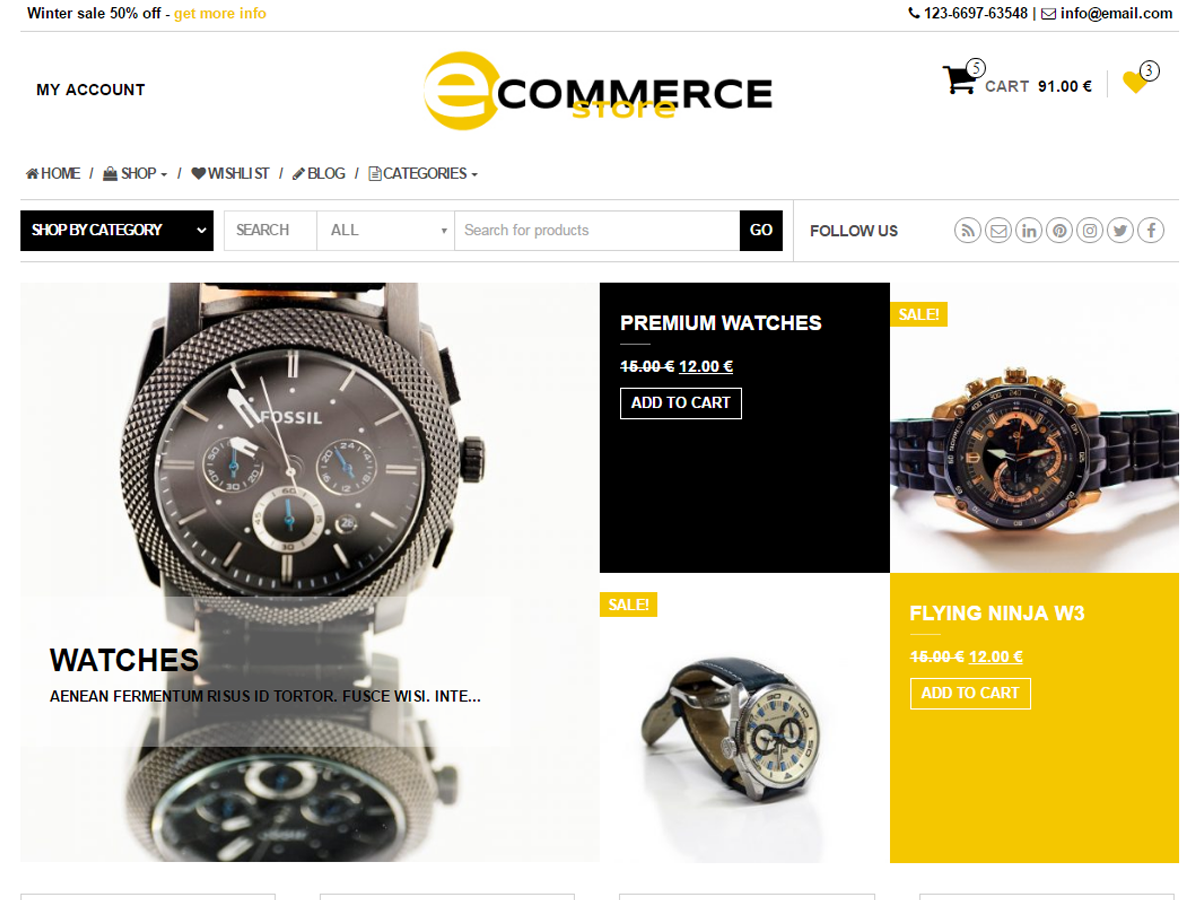 Winter sale 50% off - get more info
123-6697-63548 | info@email.com
MY ACCOUNT
eCOMMERCE
store
5
CART 91.00 €
3
HOME / SHOP / WISHLIST / BLOG / CATEGORIES
SHOP BY CATEGORY
SEARCH
ALL
Search for products
GO
FOLLOW US
FOSSIL
WATCHES
AENEAN FERMENTUM RISUS ID TORTOR. FUSCE WISI. INTE...
PREMIUM WATCHES
15.00 € 12.00 €
ADD TO CART
SALE!
SALE!
FLYING NINJA W3
15.00 € 12.00 €
ADD TO CART